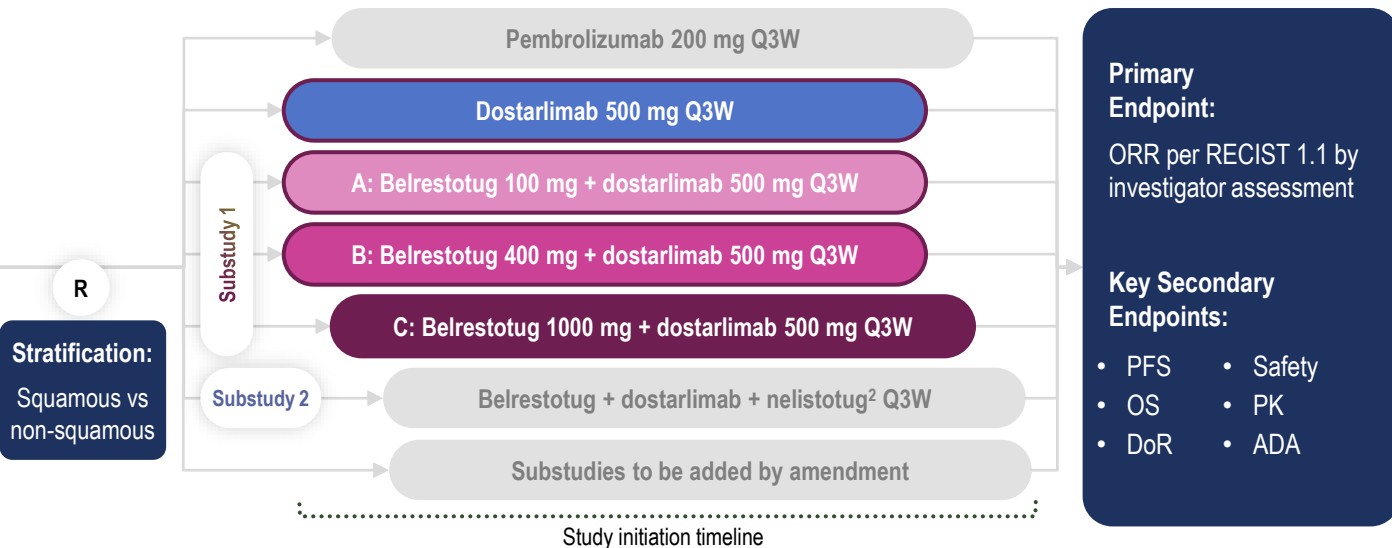 R
Stratification:
Squamous vs
non-squamous
Substudy 1
Substudy 2
Pembrolizumab 200 mg Q3W
Dostarlimab 500 mg Q3W
A: Belrestotug 100 mg + dostarlimab 500 mg Q3W
B: Belrestotug 400 mg + dostarlimab 500 mg Q3W
C: Belrestotug 1000 mg + dostarlimab 500 mg Q3W
Belrestotug + dostarlimab + nelistotug² Q3W
Substudies to be added by amendment
Study initiation timeline
Primary
Endpoint:
ORR per RECIST 1.1 by
investigator assessment
Key Secondary
Endpoints:
• PFS
• OS
• DoR
• Safety
• PK
• ADA